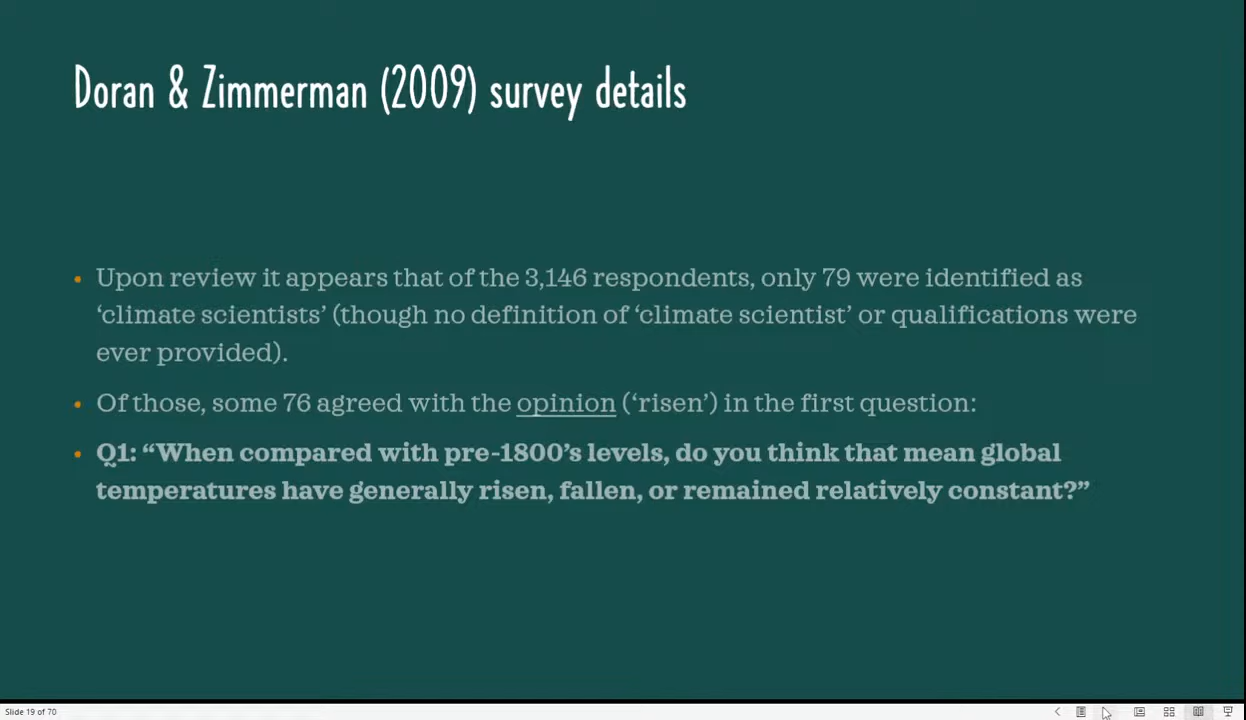 Doran & Zimmerman (2009) survey details
• Upon review it appears that of the 3,146 respondents, only 79 were identified as
‘climate scientists’ (though no definition of ‘climate scientist’ or qualifications were
ever provided).
• Of those, some 76 agreed with the opinion (‘risen’) in the first question:
• Q1: “When compared with pre-1800’s levels, do you think that mean global
temperatures have generally risen, fallen, or remained relatively constant?”
Slide 19 of 70